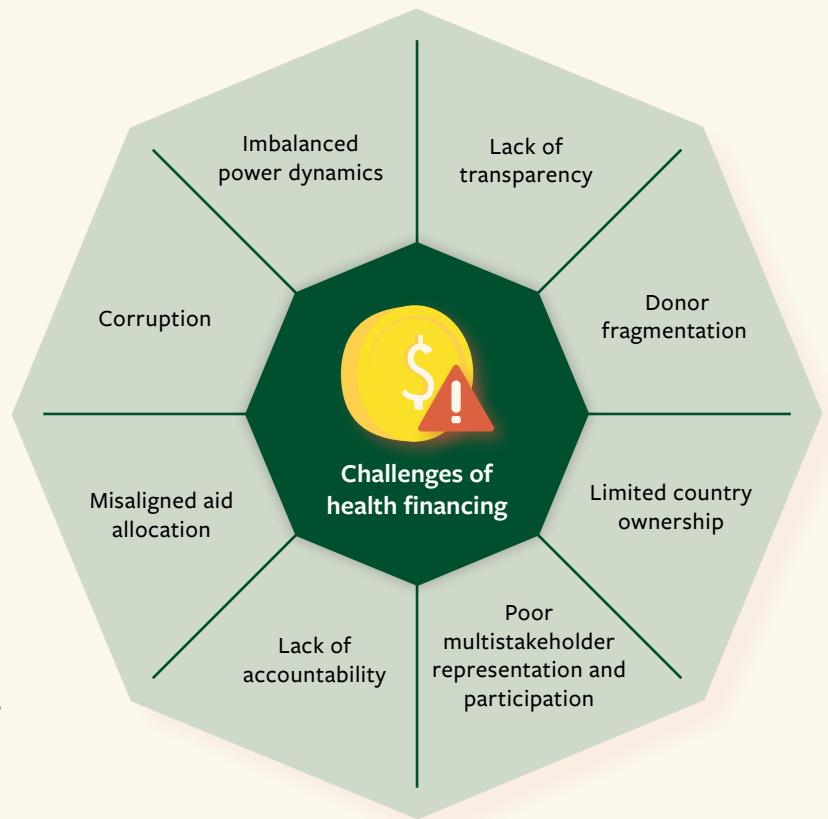 Imbalanced
power dynamics
Lack of
transparency
Donor
fragmentation
Limited country
ownership
Poor
multistakeholder
representation and
participation
Lack of
accountability
Misaligned aid
allocation
Corruption
$
!
Challenges of
health financing